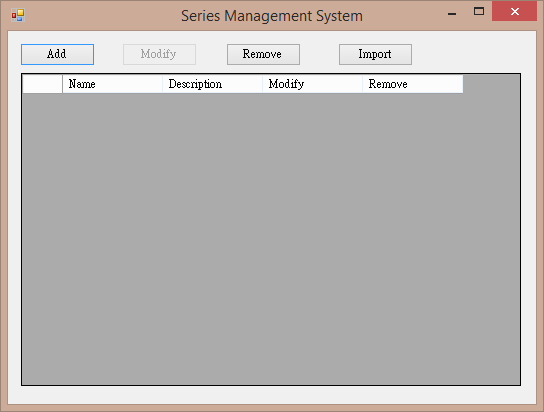 Series Management System
Add Modify Remove Import
Name Description Modify Remove